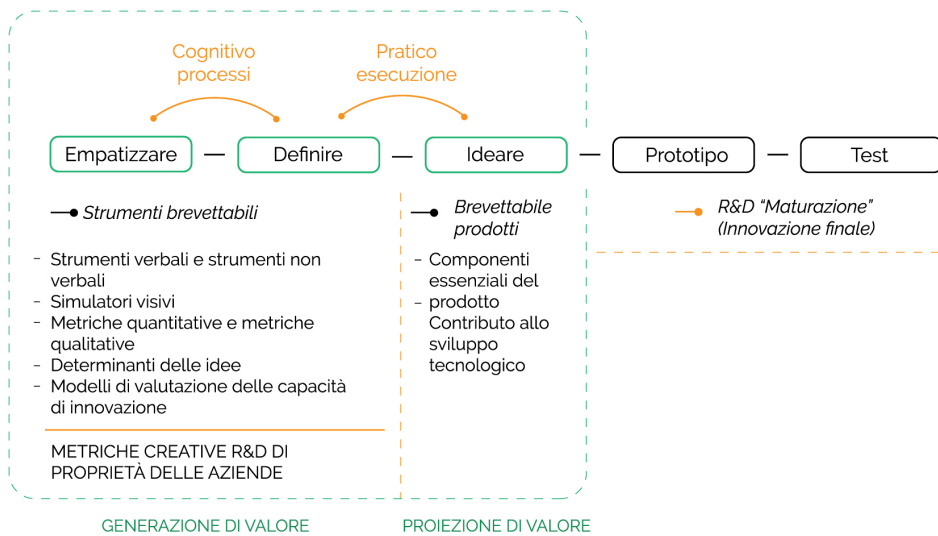 Cognitivo
processi
Pratico
esecuzione
Empatizzare
Definire
Ideare
Prototipo
Test
Strumenti brevettabili
- Strumenti verbali e strumenti non
verbali
- Simulatori visivi
- Metriche quantitative e metriche
qualitative
- Determinanti delle idee
- Modelli di valutazione delle capacità
di innovazione
METRICHE CREATIVE R&D DI
PROPRIETÀ DELLE AZIENDE
Brevettabile
prodotti
- Componenti
essenziali del
- prodotto
Contributo allo
sviluppo
tecnologico
R&D “Maturazione”
(Innovazione finale)
GENERAZIONE DI VALORE
PROIEZIONE DI VALORE